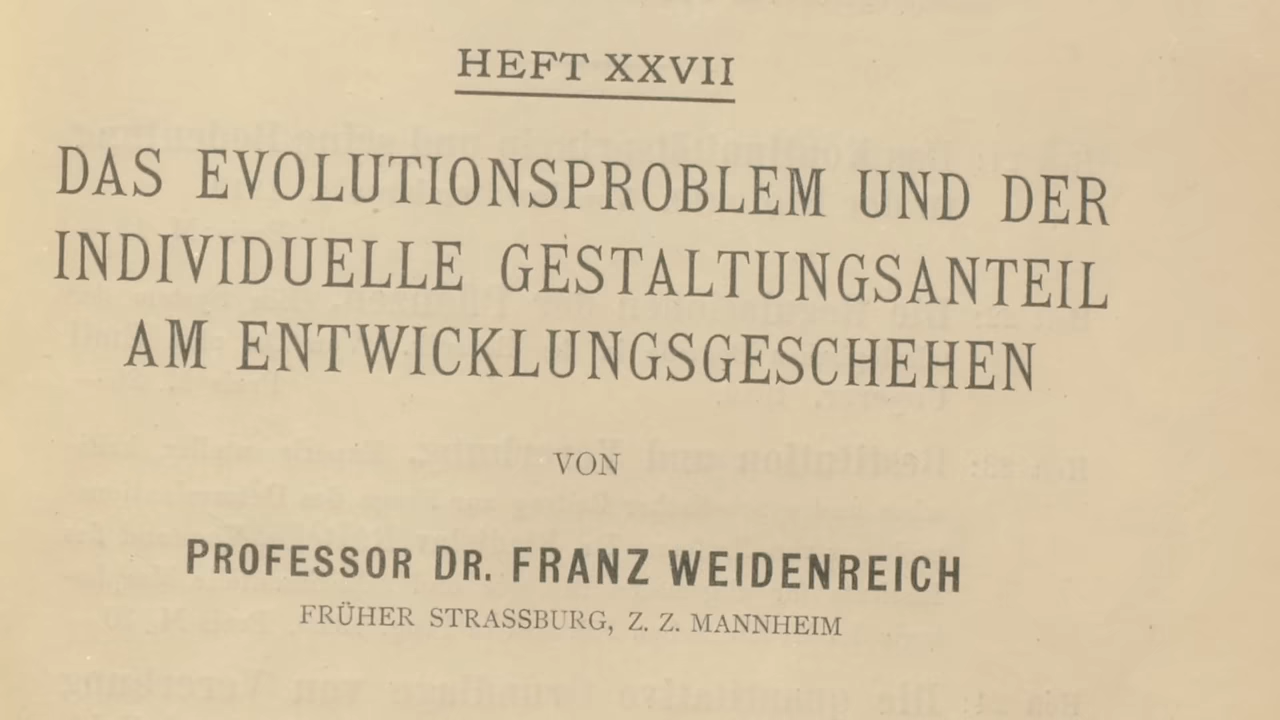 HEFT XXVII
DAS EVOLUTIONSPROBLEM UND DER
INDIVIDUELLE GESTALTUNGSANTEIL
AM ENTWICKLUNGSGESCHEHEN
VON
PROFESSOR DR. FRANZ WEIDENREICH
FRÜHER STRASSBURG, Z. Z. MANNHEIM